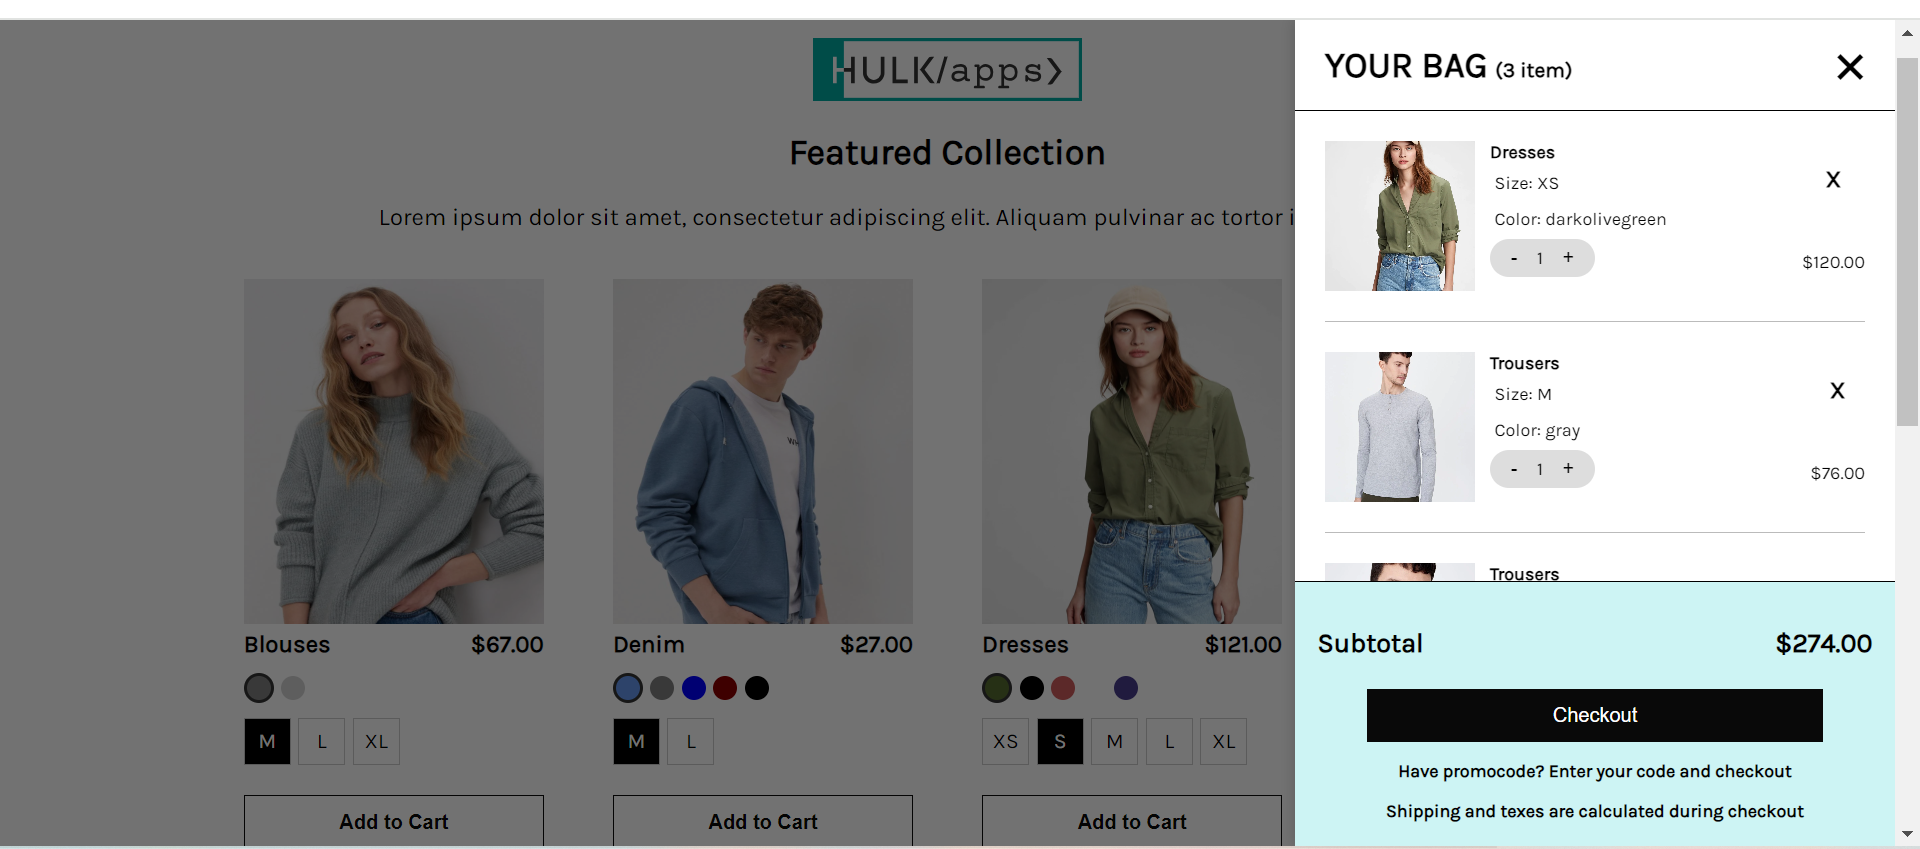 HULK/apps>
Featured Collection
Lorem ipsum dolor sit amet, consectetur adipiscing elit. Aliquam pulvinar ac tortor i
Blouses $67.00
M L XL
Add to Cart
Denim $27.00
M L
Add to Cart
Dresses $121.00
XS S M L XL
Add to Cart
YOUR BAG (3 item)
Dresses
Size: XS
X
Color: darkolivegreen
- 1 +
$120.00
Trousers
Size: M
X
Color: gray
- 1 +
$76.00
Trousers
Subtotal $274.00
Checkout
Have promocode? Enter your code and checkout
Shipping and texes are calculated during checkout